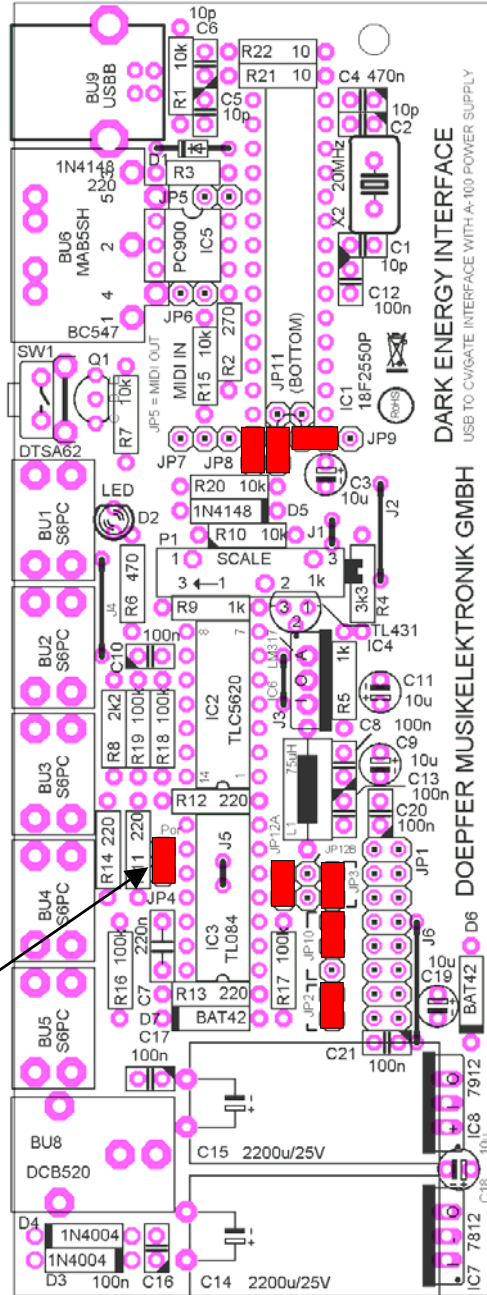 10p
C6
BU9
USBB
R1
10k
C5
10p
R22
10
R21
10
C4
470n
10p
C2
20MHz
X2
C1
10p
C12
100n
1N4148
220
D1
R3
JP5
PC900
IC5
JP6
BU6
MAB5SH
3
5
2
4
1
BC547
SW1
Q1
10k
R7
DTSA62
JP5 = MIDI OUT
MIDI IN
R15
10k
R2
270
JP11
(BOTTOM)
IC1
18F2550P
RoHS
DARK ENERGY INTERFACE
USB TO CV/GATE INTERFACE WITH A-100 POWER SUPPLY
JP7
JP8
JP9
C3
10u
R20
10k
1N4148
D5
R10
10k
J1
J2
P1
1
SCALE
3
3
1
2
1k
3k3
R4
BU1
S6PC
LED
D2
R6
470
J4
R9
1k
3
1
2
TL431
IC4
BU2
S6PC
100n
C10
8
7
IC2
TLC5620
14
1
LM317
IC6
J3
A
O
I
1k
R5
C11
10u
C8
100n
C9
10u
C13
100n
C20
100n
R8
2k2
R19
100k
R18
100k
75uH
L1
BU3
S6PC
R12
220
R14
220
R11
220
Por
JP4
J5
JP12A
JP12B
JP3
JP1
BU4
S6PC
R16
100k
220n
C7
IC3
TL084
R17
100k
JP10
JP2
J6
D6
10u
C19
BAT42
R13
220
D7
BAT42
BU5
S6PC
C17
100n
C21
100n
DOEPFER MUSIKELEKTRONIK GMBH
BU8
DCB520
C15
2200u/25V
O
I
+
IC8
7912
10u
C18
D4
1N4004
1N4004
D3
100n
C16
C14
2200u/25V
O
-
I
IC7
7812